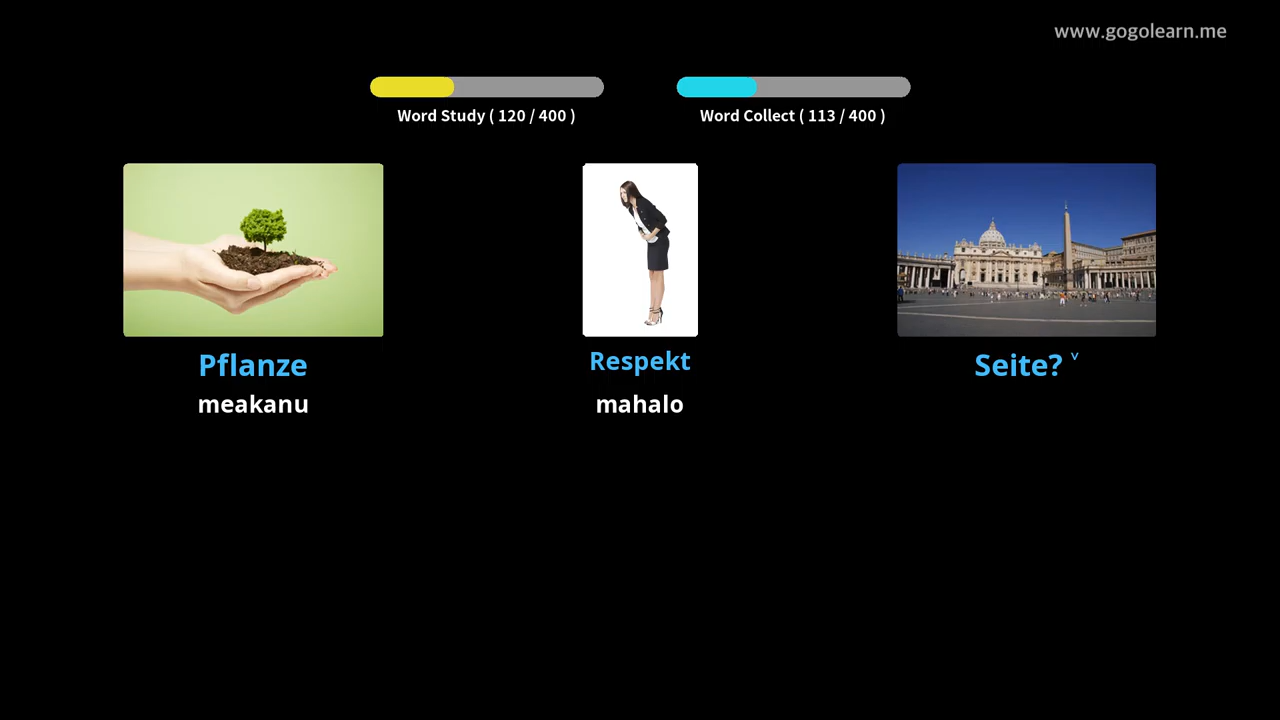 www.gogolearn.me
Word Study ( 120 / 400 )
Word Collect ( 113 / 400 )
Pflanze
meakanu
Respekt
mahalo
Seite? v